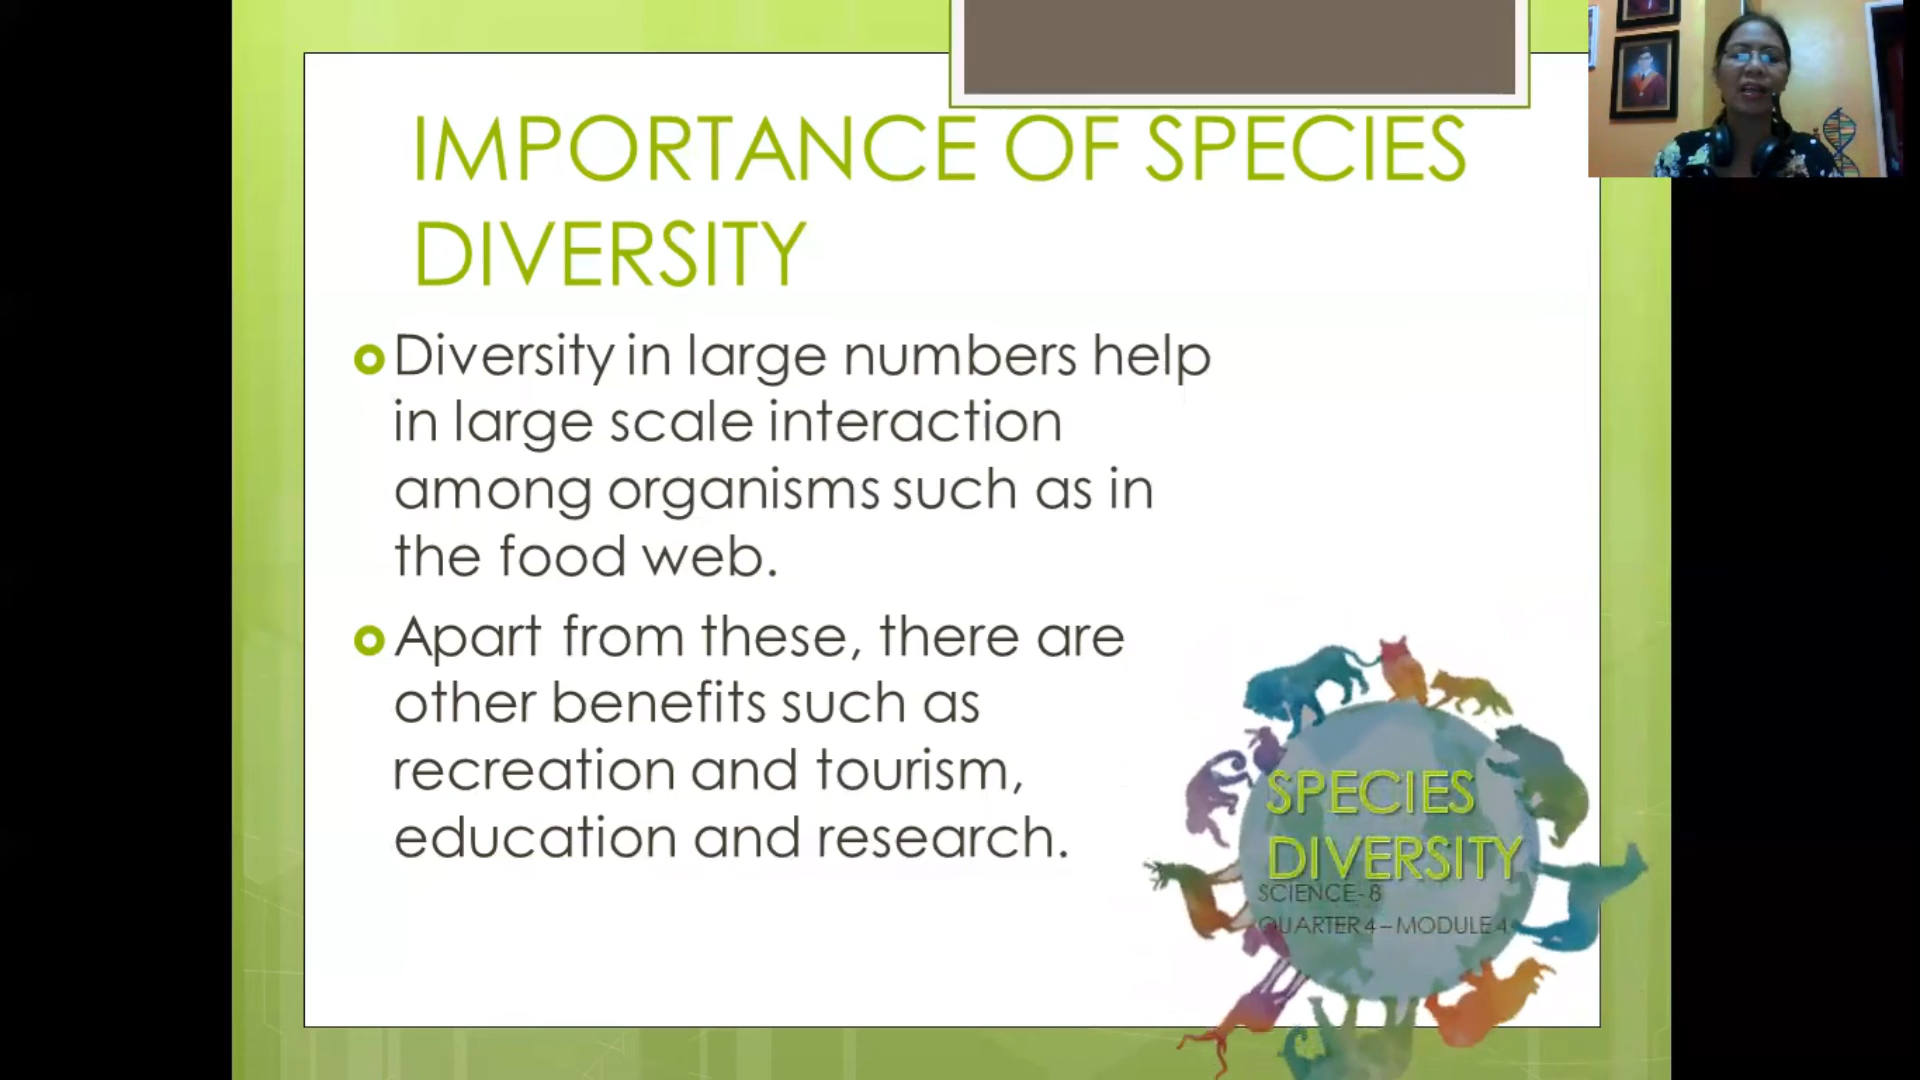 IMPORTANCE OF SPECIES
DIVERSITY
Diversity in large numbers help
in large scale interaction
among organisms such as in
the food web.
Apart from these, there are
other benefits such as
recreation and tourism,
education and research.
SPECIES
DIVERSITY
SCIENCE- 8
QUARTER 4 – MODULE 4